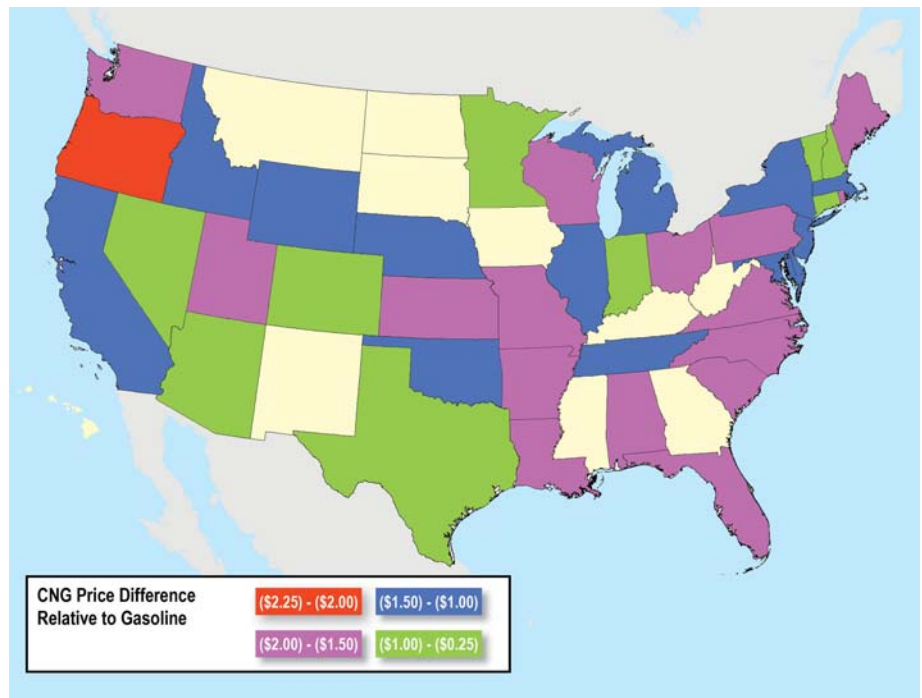 CNG Price Difference
Relative to Gasoline
($2.25) - ($2.00)
($1.50) - ($1.00)
($2.00) - ($1.50)
($1.00) - ($0.25)